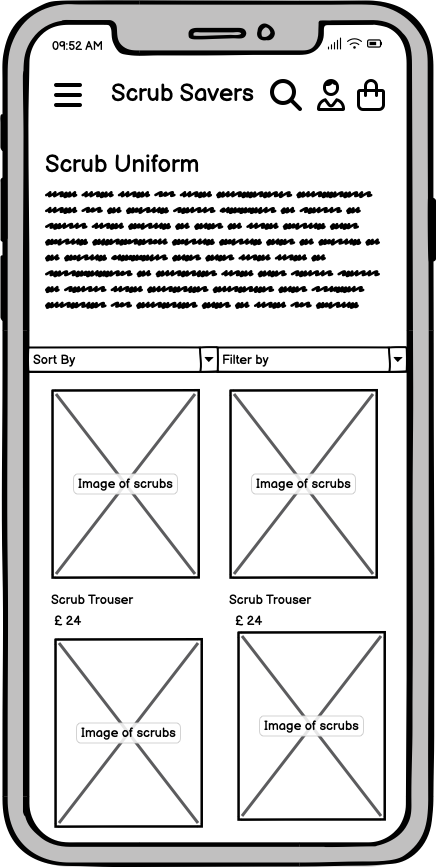 09:52 AM
Scrub Savers
Scrub Uniform
Sort By
Filter by
Image of scrubs
Image of scrubs
Scrub Trouser
Scrub Trouser
£ 24
£ 24
Image of scrubs
Image of scrubs